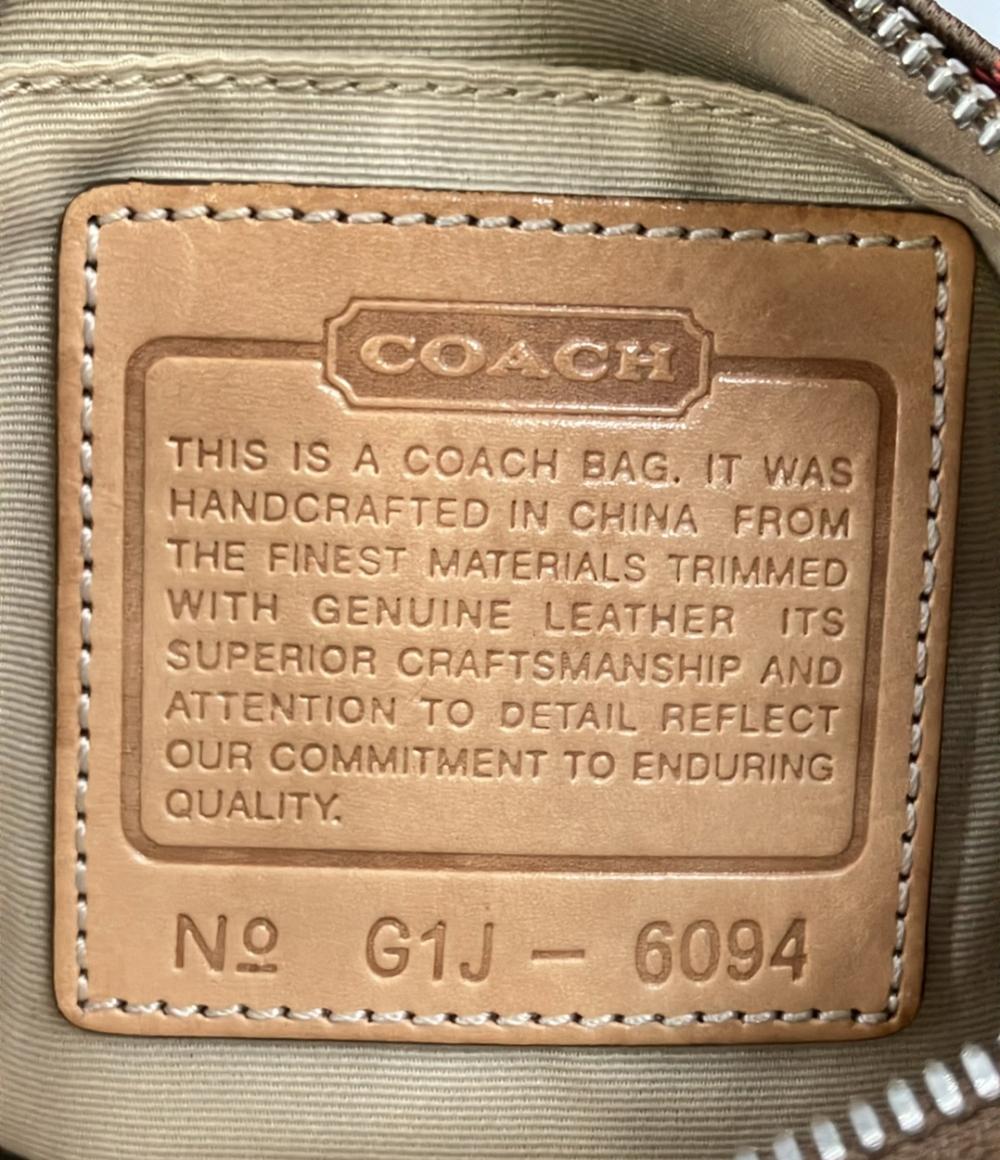 COACH
THIS IS A COACH BAG. IT WAS
HANDCRAFTED IN CHINA FROM
THE FINEST MATERIALS TRIMMED
WITH GENUINE LEATHER ITS
SUPERIOR CRAFTSMANSHIP AND
ATTENTION TO DETAIL REFLECT
OUR COMMITMENT TO ENDURING
QUALITY.
Nº G1J – 6094